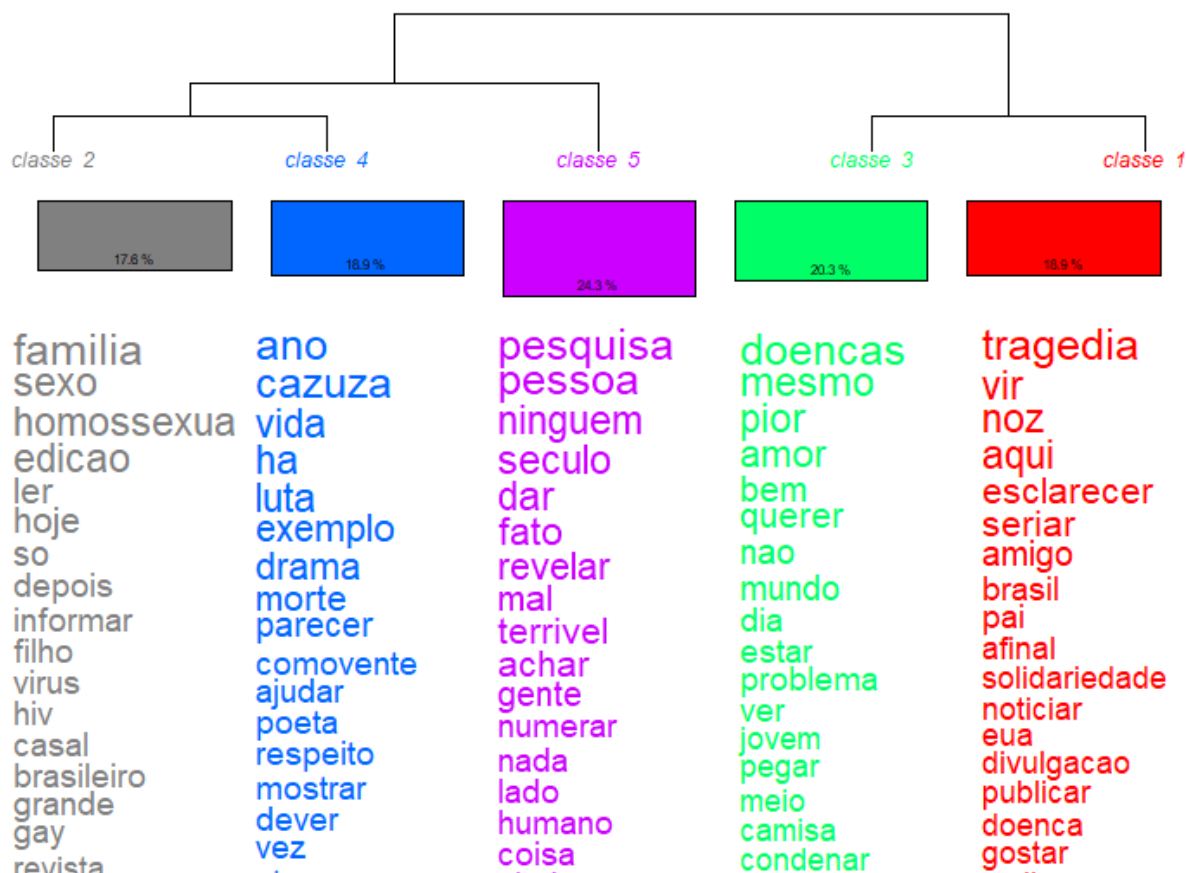 classe 2
classe 4
classe 5
classe 3
classe 1
17.6 %
18.9 %
24.3 %
20.3 %
18.9 %
familia
sexo
homossexua
edicao
ler
hoje
so
depois
informar
filho
virus
hiv
casal
brasileiro
grande
gay
revista
ano
cazuza
vida
ha
luta
exemplo
drama
morte
parecer
comovente
ajudar
poeta
respeito
mostrar
dever
vez
pesquisa
pessoa
ninguem
seculo
dar
fato
revelar
mal
terrivel
achar
gente
numerar
nada
lado
humano
coisa
doencas
mesmo
pior
amor
bem
querer
nao
mundo
dia
estar
problema
ver
jovem
pegar
meio
camisa
condenar
tragedia
vir
noz
aqui
esclarecer
seriar
amigo
brasil
pai
afinal
solidariedade
noticiar
eua
divulgacao
publicar
doenca
gostar